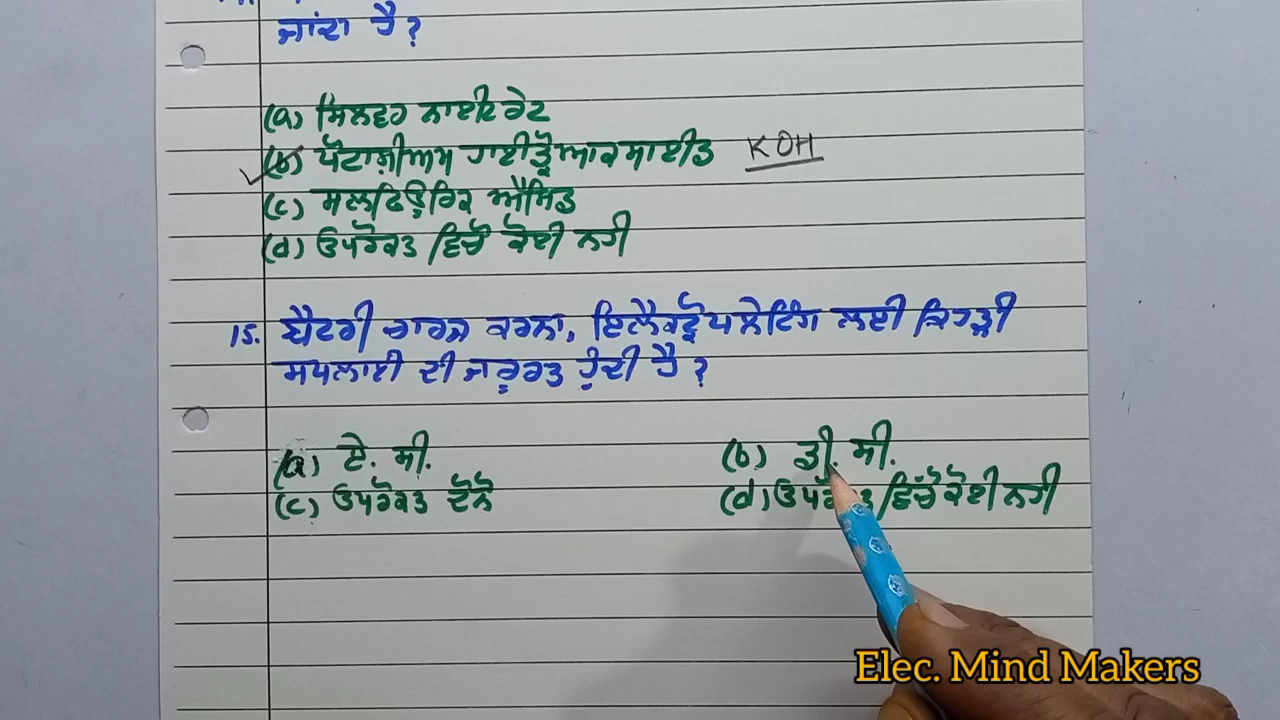 ਜਾਂਦਾ ਹੈ?
(a) ਸਿਲਵਰ ਨਾਈਟਰੇਟ
(b) ਪੋਟਾਸ਼ੀਅਮ ਹਾਈਡ੍ਰੋਆਕਸਾਈਡ KOH
(c) ਸਲਫਿਊਰਿਕ ਐਸਿਡ
(d) ਉਪਰੋਕਤ ਵਿਚੋਂ ਕੋਈ ਨਹੀ
15. ਬੈਟਰੀ ਚਾਰਜ ਕਰਨਾ, ਇਲੈਕਟ੍ਰੋਪਲੇਟਿੰਗ ਲਈ ਕਿਹੜੀ
ਸਪਲਾਈ ਦੀ ਜਰੂਰਤ ਹੁੰਦੀ ਹੈ?
(a) ਏ. ਸੀ. (b) ਡੀ. ਸੀ.
(c) ਉਪਰੋਕਤ ਦੋਨੋ (d) ਉਪਰੋਕਤ ਵਿੱਚੋਂ ਕੋਈ ਨਹੀ
Elec. Mind Makers